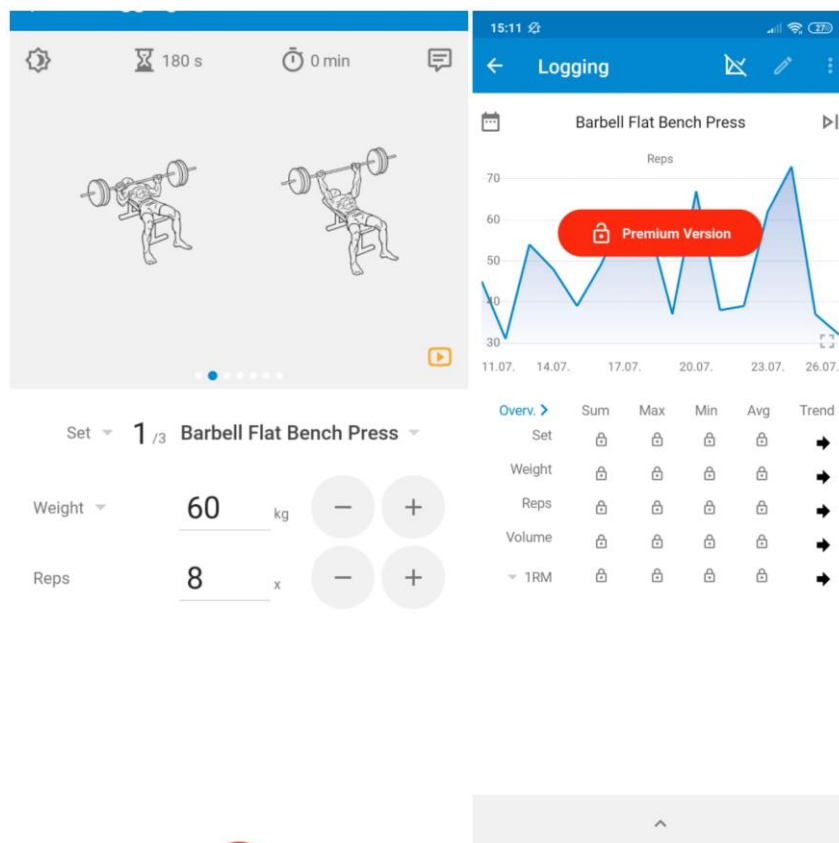 180 s
0 min
Set 1 /3 Barbell Flat Bench Press
Weight 60 kg
Reps 8 x
15:11
27
Logging
Barbell Flat Bench Press
Reps
70
60
50
40
30
Premium Version
11.07. 14.07. 17.07. 20.07. 23.07. 26.07.
Overv. Sum Max Min Avg Trend
Set
Weight
Reps
Volume
1RM